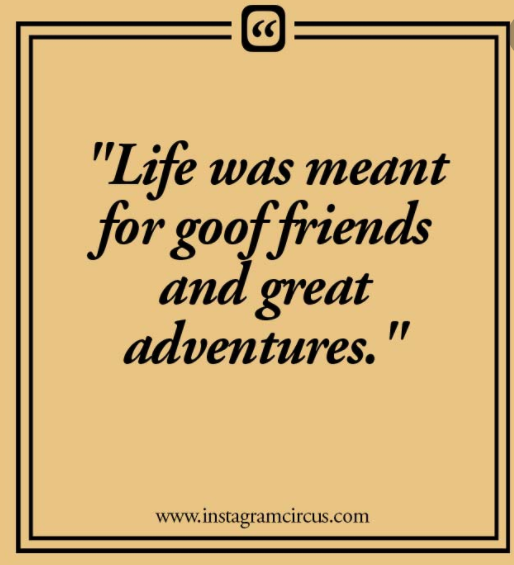 "Life was meant
for goof friends
and great
adventures."
www.instagramcircus.com